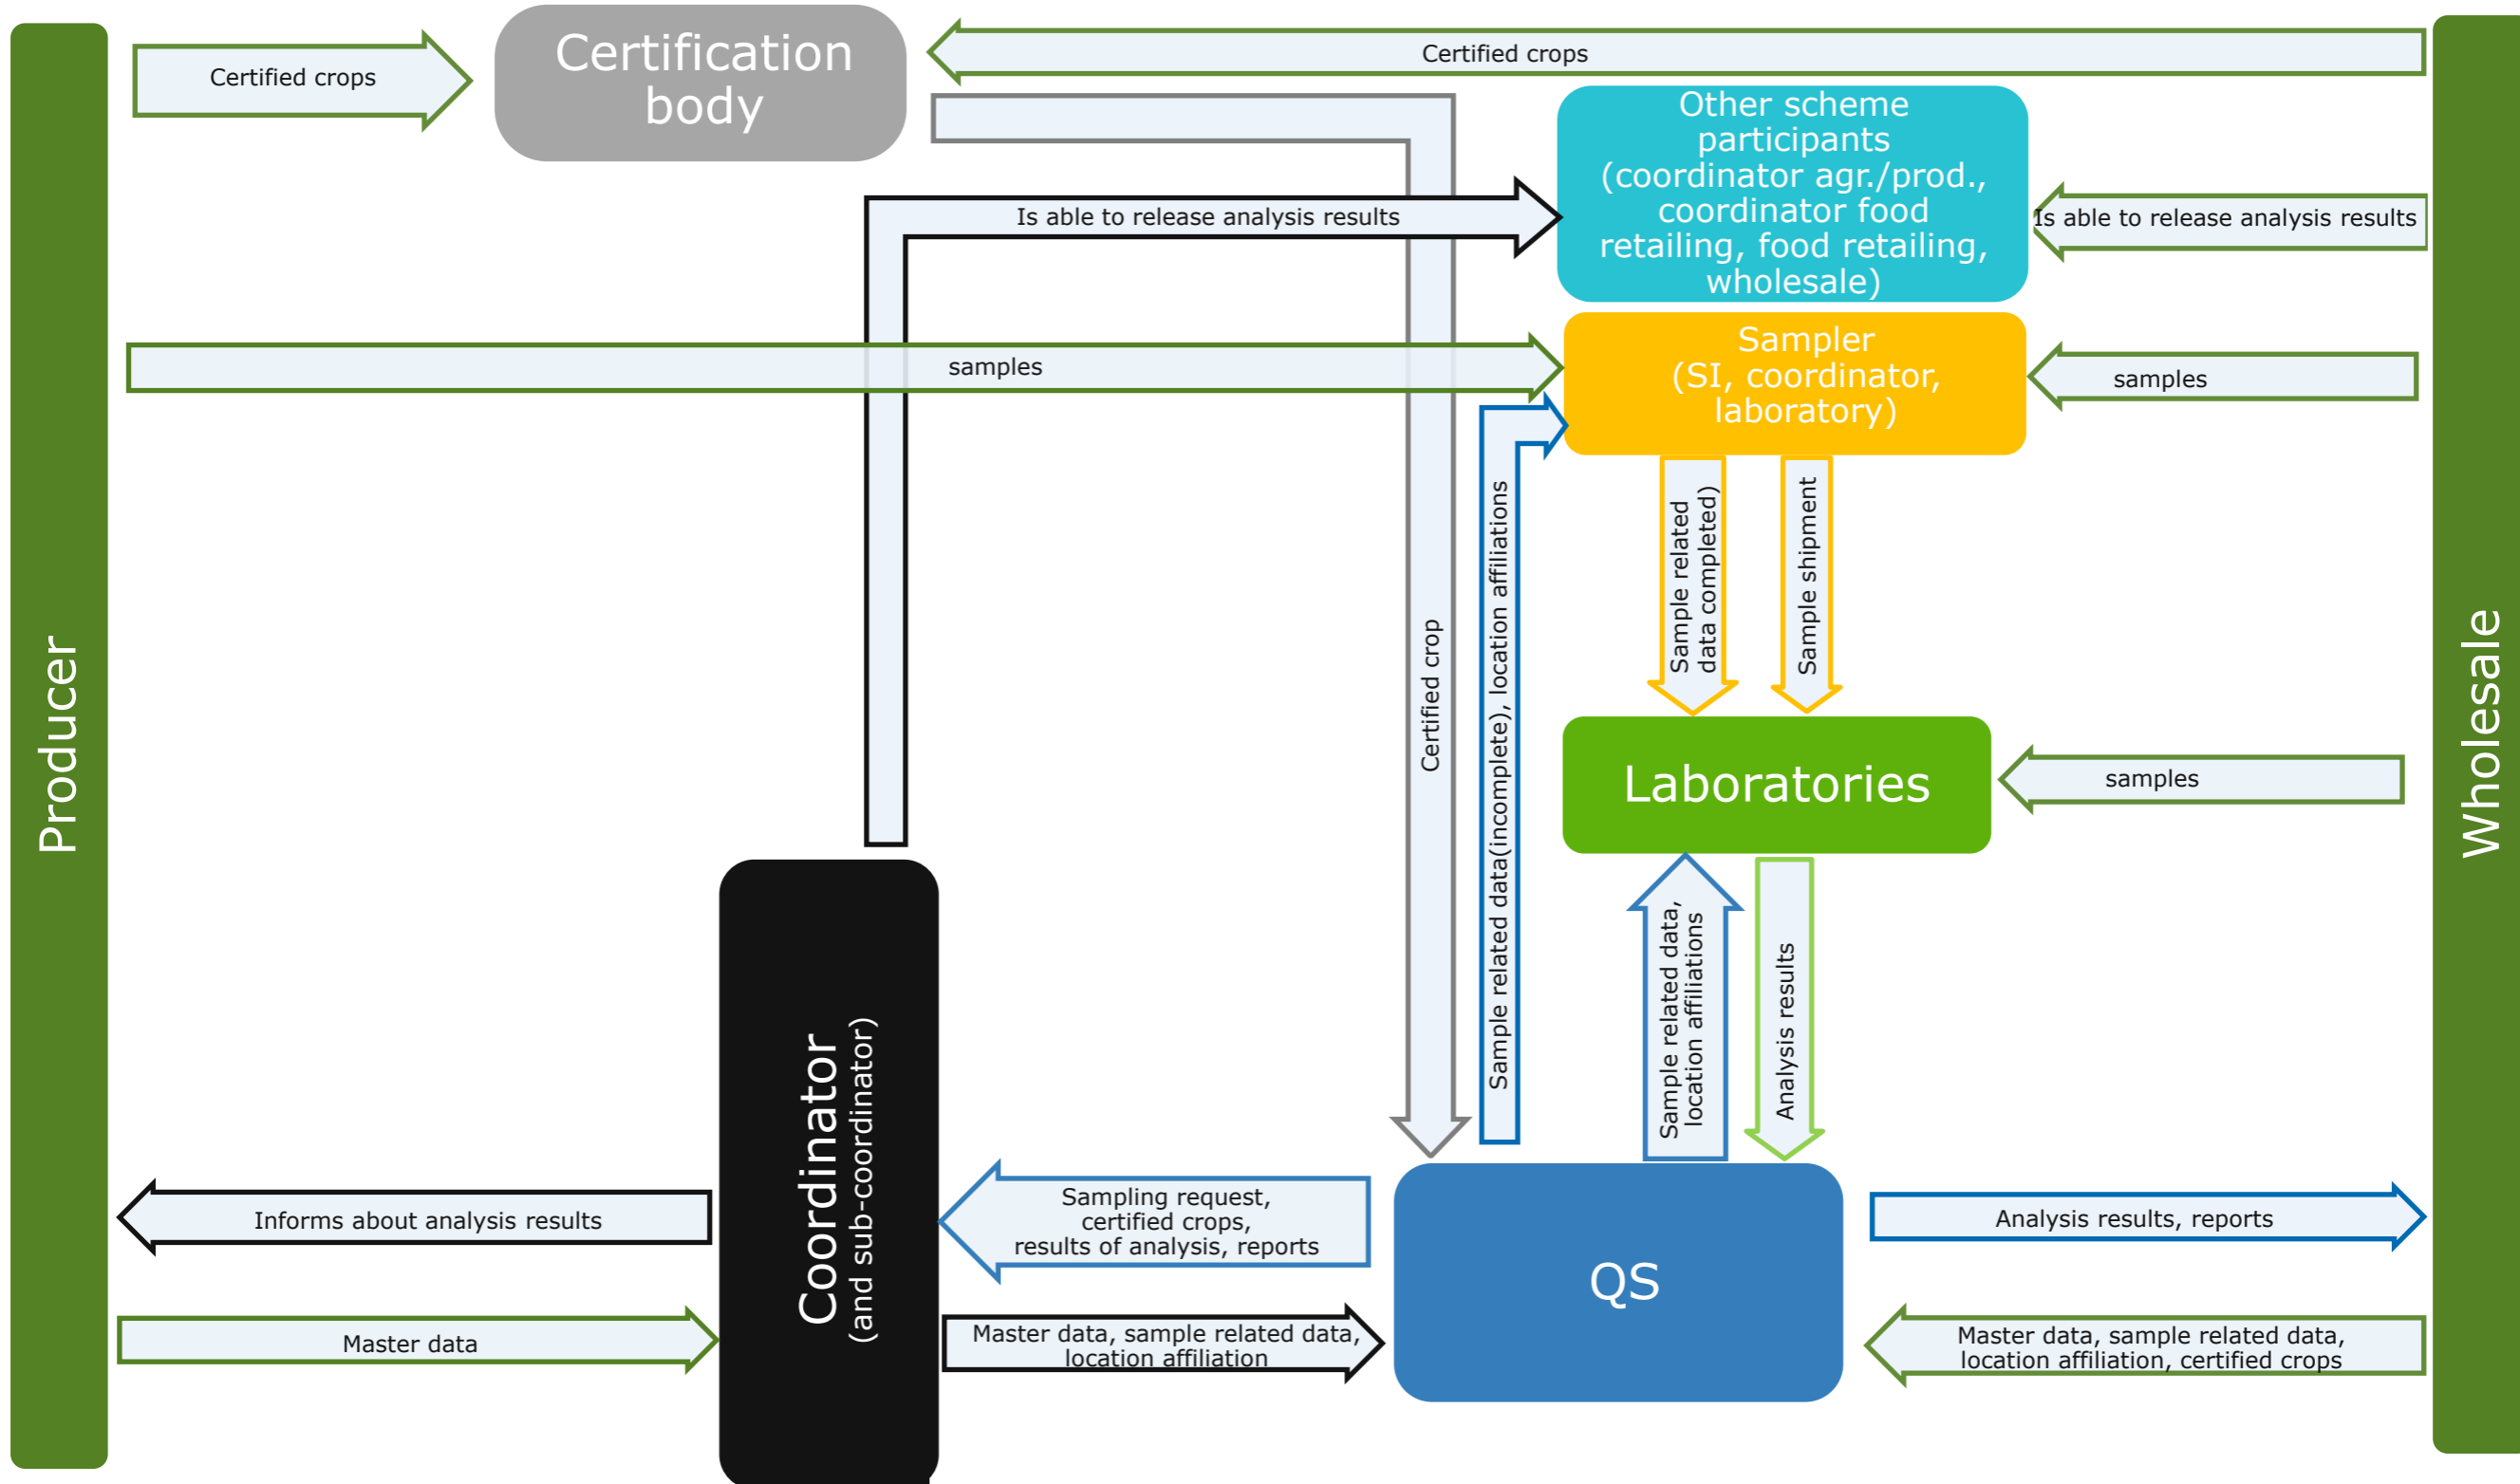 Certification
body
Certified crops
Certified crops
Other scheme
participants
(coordinator agr./prod.,
coordinator food
retailing, food retailing,
wholesale)
Is able to release analysis results
Is able to release analysis results
Sampler
(SI, coordinator,
laboratory)
samples
samples
Sample related
data completed)
Sample shipment
Producer
Wholesale
Certified crop
Sample related data(incomplete), location affiliations
Laboratories
samples
Sample related data,
location affiliations
Analysis results
Coordinator
(and sub-coordinator)
Informs about analysis results
Sampling request,
certified crops,
results of analysis, reports
QS
Analysis results, reports
Master data
Master data, sample related data,
location affiliation
Master data, sample related data,
location affiliation, certified crops